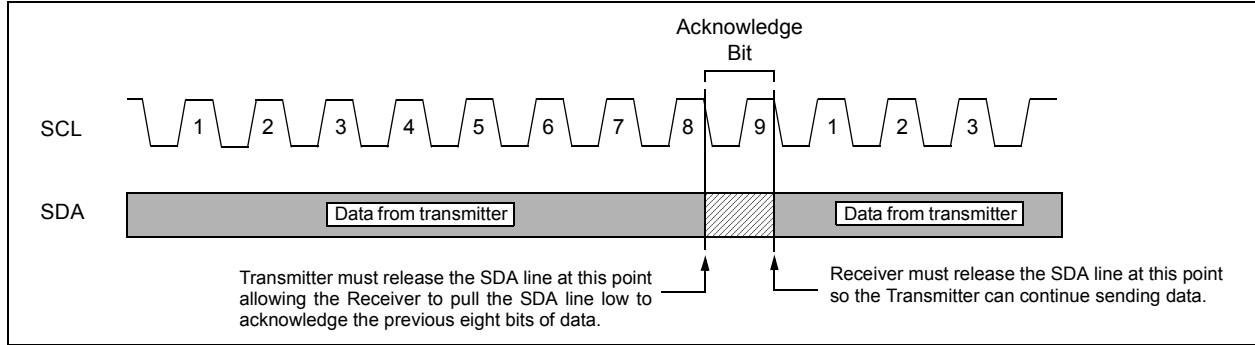 Acknowledge
Bit
SCL
1 2 3 4 5 6 7 8 9 1 2 3
SDA
Data from transmitter
Data from transmitter
Transmitter must release the SDA line at this point
allowing the Receiver to pull the SDA line low to
acknowledge the previous eight bits of data.
Receiver must release the SDA line at this point
so the Transmitter can continue sending data.